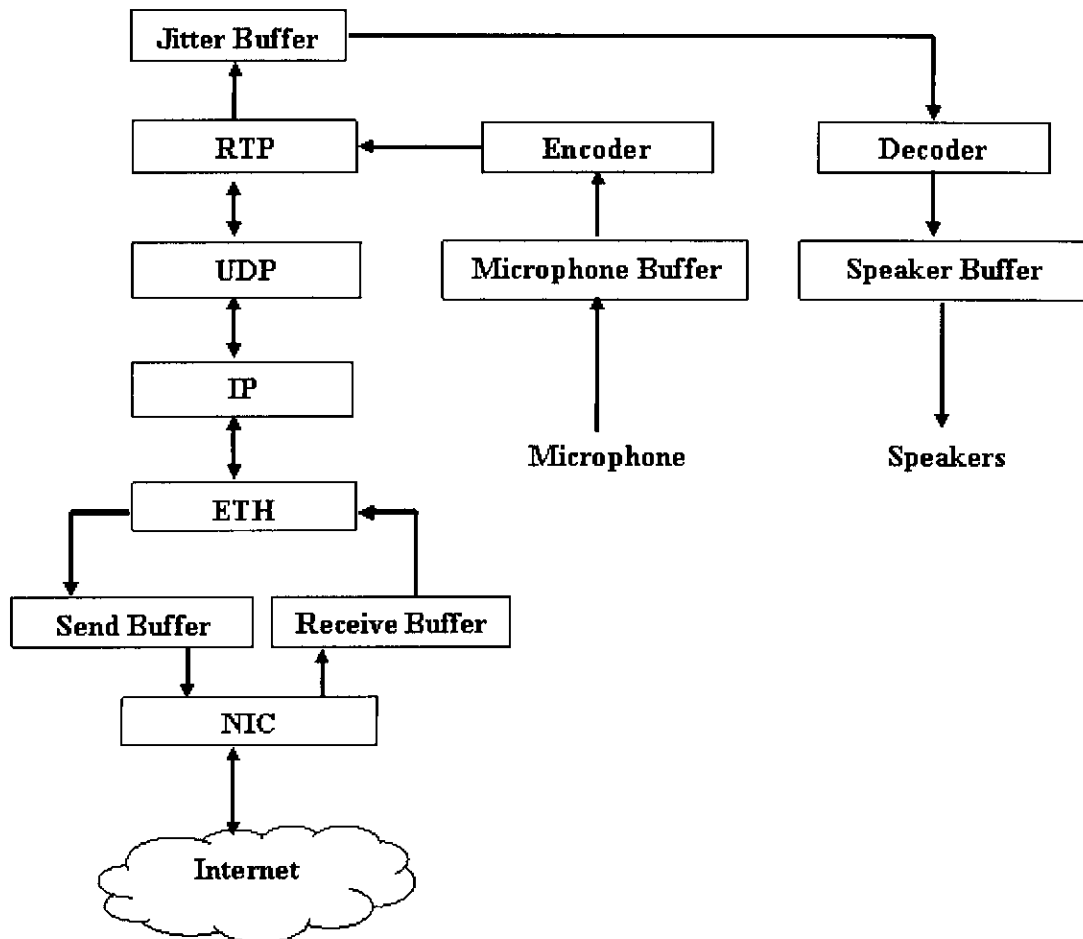 Jitter Buffer
RTP
Encoder
Decoder
UDP
Microphone Buffer
Speaker Buffer
IP
Microphone
Speakers
ETH
Send Buffer
Receive Buffer
NIC
Internet